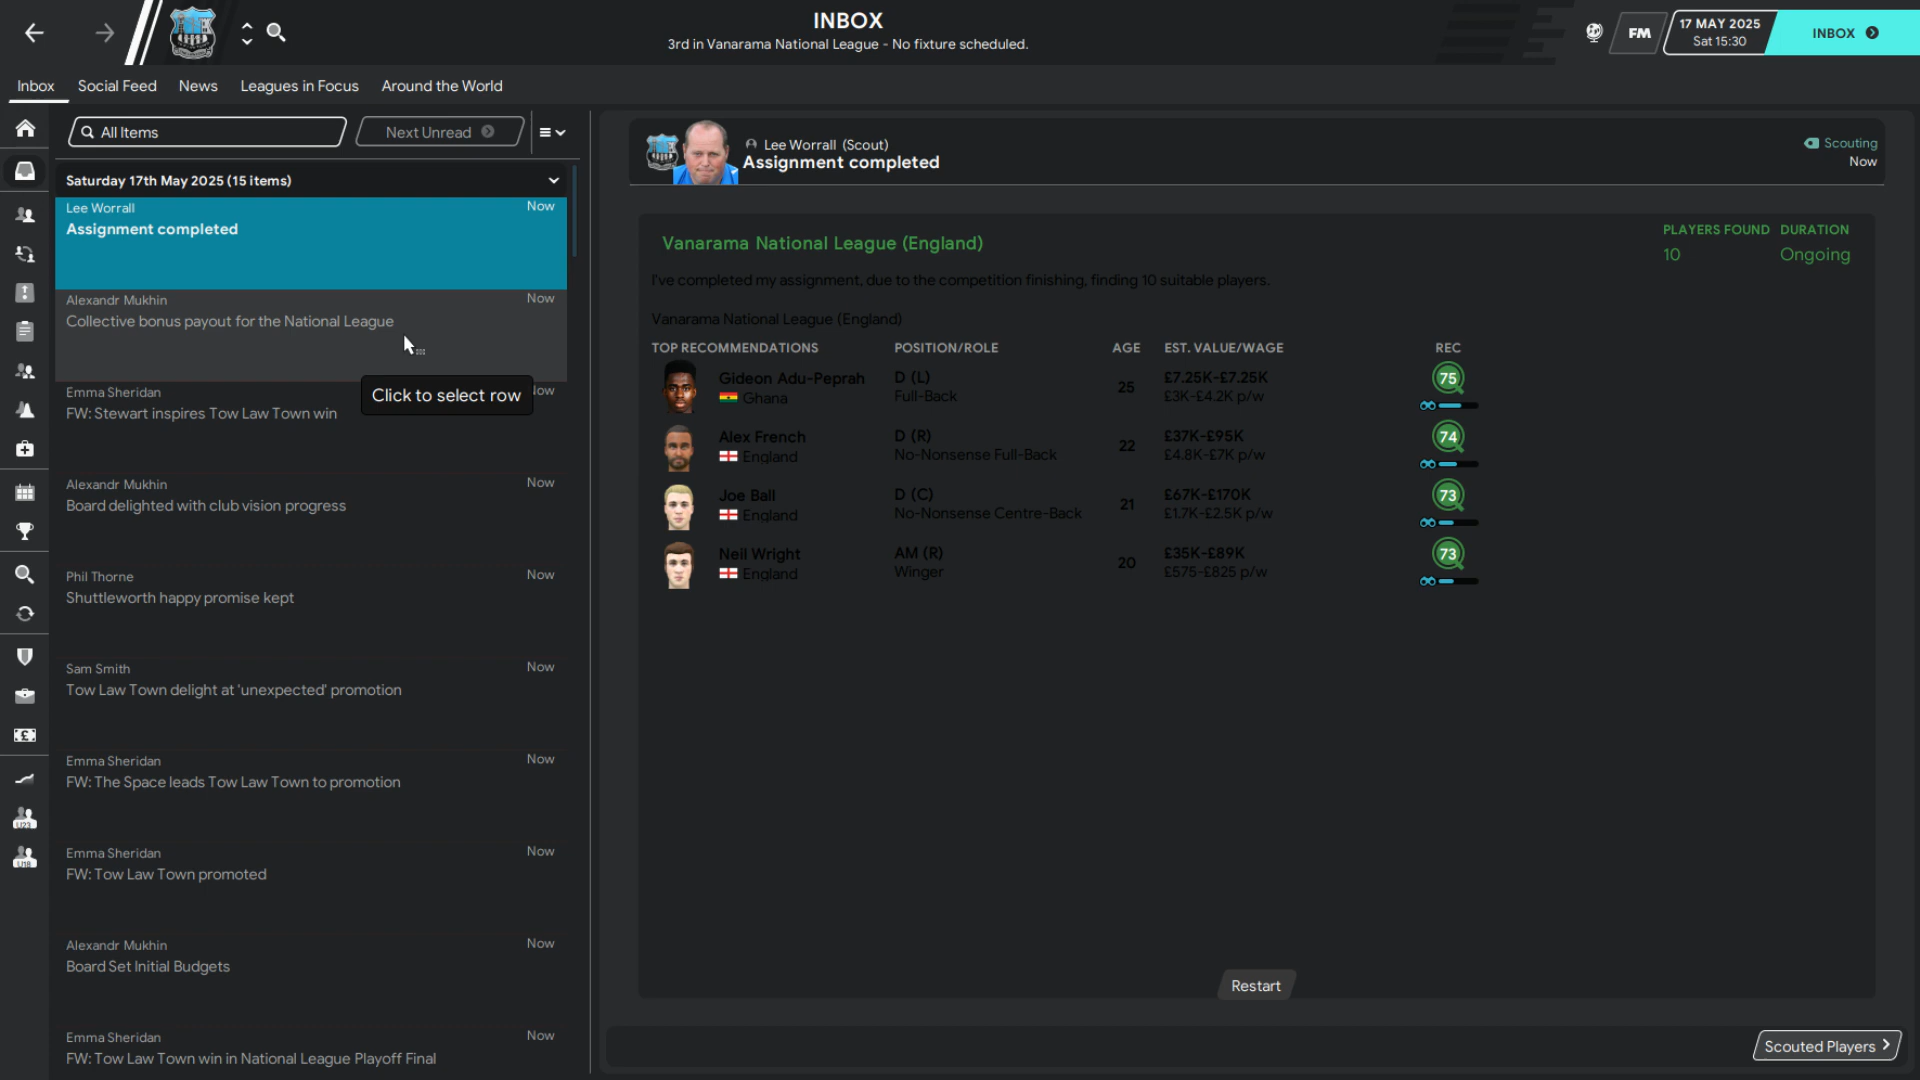 INBOX
3rd in Vanarama National League - No fixture scheduled.
FM
17 MAY 2025
Sat 15:30
INBOX
Inbox Social Feed News Leagues in Focus Around the World
All Items
Next Unread
Saturday 17th May 2025 (15 items)
Lee Worrall Now
Assignment completed
Alexandr Mukhin Now
Collective bonus payout for the National League
Click to select row
Emma Sheridan Now
FW: Stewart inspires Tow Law Town win
Alexandr Mukhin Now
Board delighted with club vision progress
Phil Thorne Now
Shuttleworth happy promise kept
Sam Smith Now
Tow Law Town delight at 'unexpected' promotion
Emma Sheridan Now
FW: The Space leads Tow Law Town to promotion
Emma Sheridan Now
FW: Tow Law Town promoted
Alexandr Mukhin Now
Board Set Initial Budgets
Emma Sheridan Now
FW: Tow Law Town win in National League Playoff Final
U23
U18
Lee Worrall (Scout)
Assignment completed
Scouting
Now
Vanarama National League (England)
PLAYERS FOUND DURATION
10 Ongoing
I've completed my assignment, due to the competition finishing, finding 10 suitable players.
Vanarama National League (England)
TOP RECOMMENDATIONS POSITION/ROLE AGE EST. VALUE/WAGE REC
Gideon Adu-Peprah D (L) 25 £7.25K-£7.25K 75
Ghana Full-Back £3K-£4.2K p/w
Alex French D (R) 22 £37K-£95K 74
England No-Nonsense Full-Back £4.8K-£7K p/w
Joe Ball D (C) 21 £67K-£170K 73
England No-Nonsense Centre-Back £1.7K-£2.5K p/w
Neil Wright AM (R) 20 £35K-£89K 73
England Winger £575-£825 p/w
Restart
Scouted Players